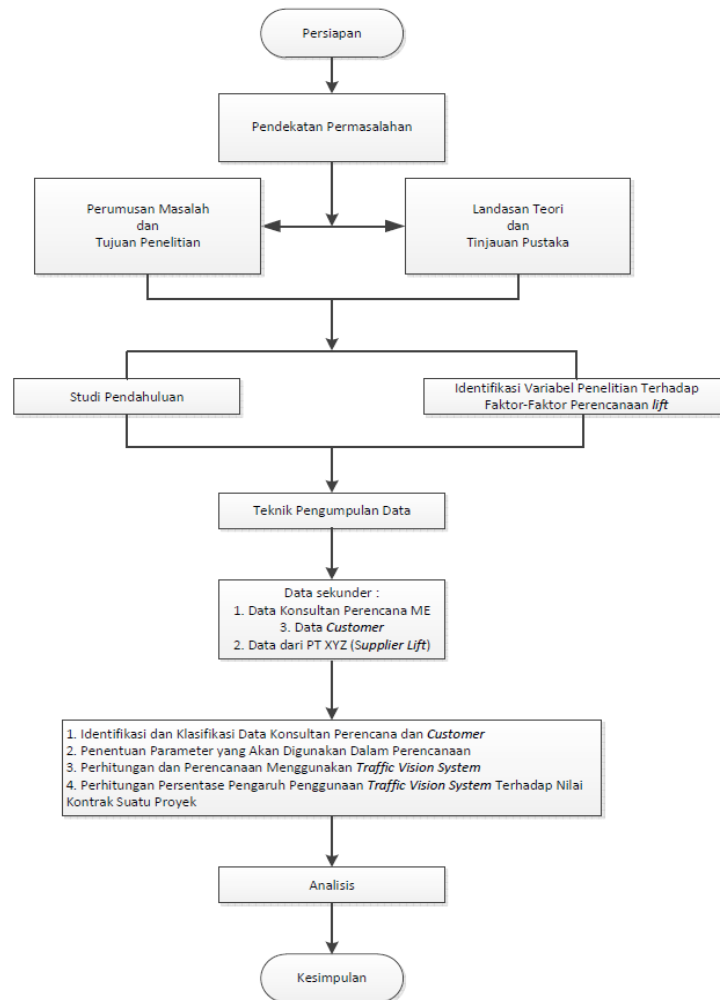 Persiapan
Pendekatan Permasalahan
Perumusan Masalah
dan
Tujuan Penelitian
Landasan Teori
dan
Tinjauan Pustaka
Studi Pendahuluan
Identifikasi Variabel Penelitian Terhadap
Faktor-Faktor Perencanaan lift
Teknik Pengumpulan Data
Data sekunder :
1. Data Konsultan Perencana ME
3. Data Customer
2. Data dari PT XYZ (Supplier Lift)
1. Identifikasi dan Klasifikasi Data Konsultan Perencana dan Customer
2. Penentuan Parameter yang Akan Digunakan Dalam Perencanaan
3. Perhitungan dan Perencanaan Menggunakan Traffic Vision System
4. Perhitungan Persentase Pengaruh Penggunaan Traffic Vision System Terhadap Nilai
Kontrak Suatu Proyek
Analisis
Kesimpulan